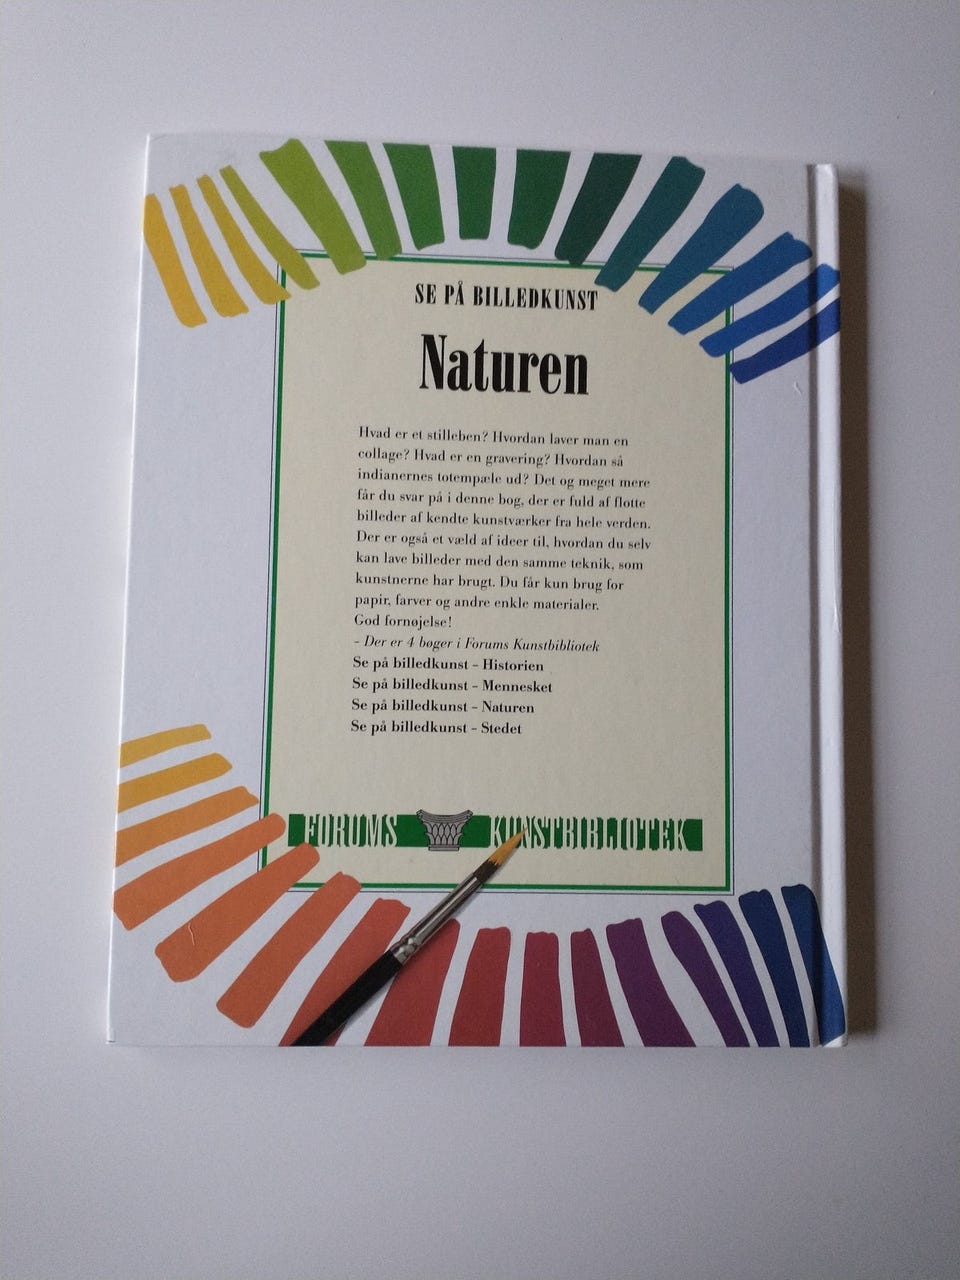 SE PÅ BILLEDKUNST
Naturen
Hvad er et stilleben? Hvordan laver man en
collage? Hvad er en gravering? Hvordan så
indianernes totempæle ud? Det og meget mere
får du svar på i denne bog, der er fuld af flotte
billeder af kendte kunstværker fra hele verden.
Der er også et væld af ideer til, hvordan du selv
kan lave billeder med den samme teknik, som
kunstnerne har brugt. Du får kun brug for
papir, farver og andre enkle materialer.
God fornøjelse!
– Der er 4 bøger i Forums Kunstbibliotek
Se på billedkunst – Historien
Se på billedkunst – Mennesket
Se på billedkunst – Naturen
Se på billedkunst – Stedet
FORUMS KUNSTBIBLIOTEK